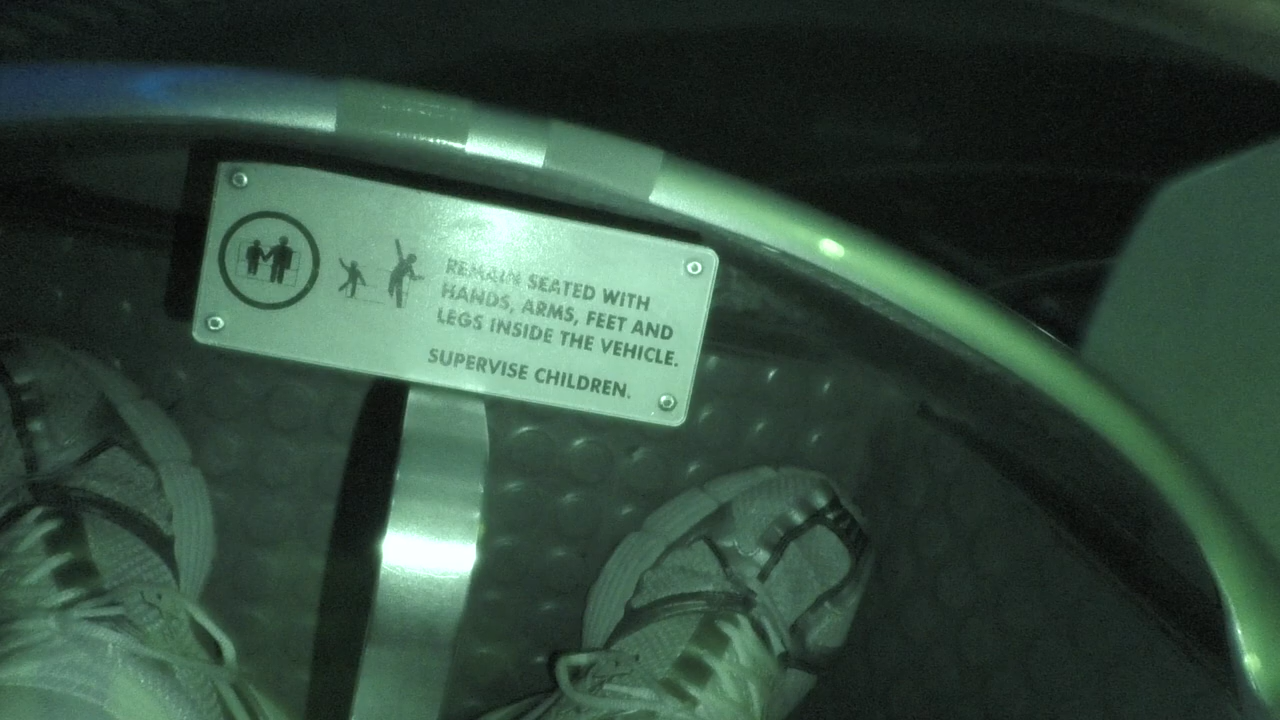 REMAIN SEATED WITH
HANDS, ARMS, FEET AND
LEGS INSIDE THE VEHICLE.
SUPERVISE CHILDREN.